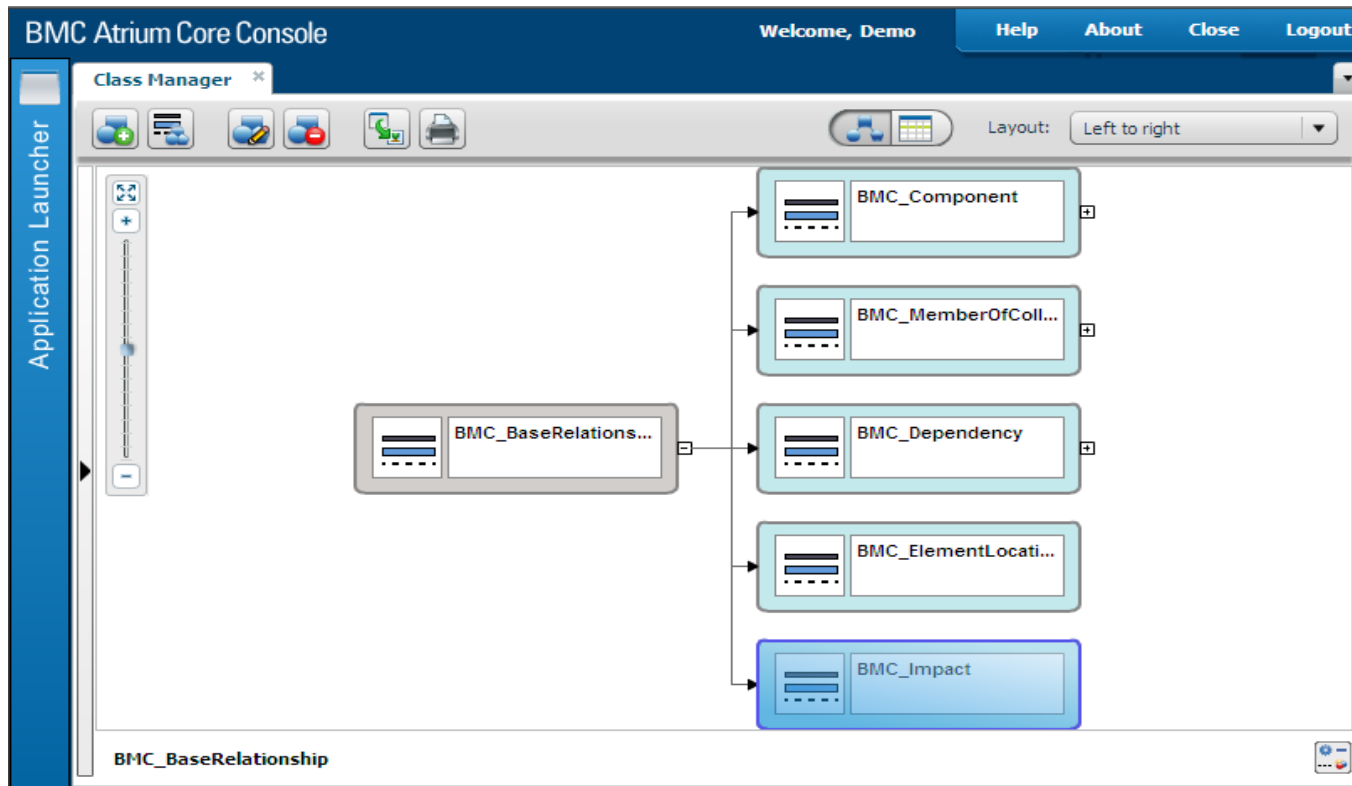 BMC Atrium Core Console
Welcome, Demo
Help
About
Close
Logout
Class Manager
Application Launcher
Layout:
Left to right
BMC_Component
BMC_MemberOfColl...
BMC_BaseRelations...
BMC_Dependency
BMC_ElementLocati...
BMC_Impact
BMC_BaseRelationship